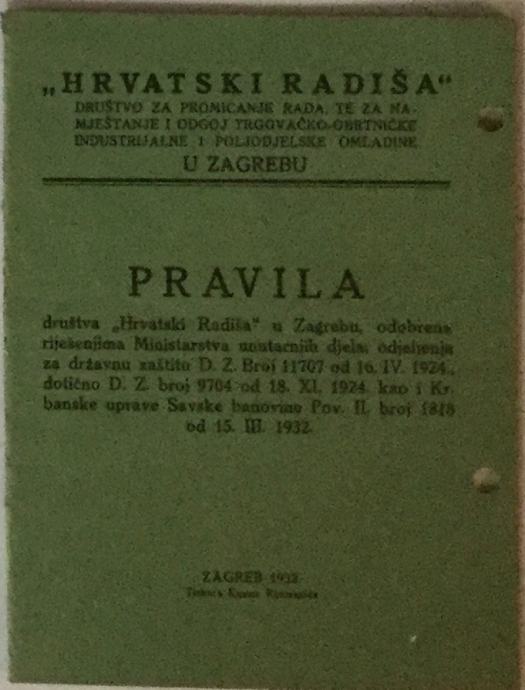 „HRVATSKI RADIŠA“
DRUŠTVO ZA PROMICANJE RADA, TE ZA NA-
MJEŠTANJE I ODGOJ TRGOVAČKO-OBRTNIČKE
INDUSTRIJALNE I POLJODJELSKE OMLADINE
U ZAGREBU
PRAVILA
društva „Hrvatski Radiša“ u Zagrebu, odobrena
riješenjima Ministarstva unutarnjih djela, odjelenja
za državnu zaštitu D. Z. Broj 11707 od 16. IV. 1924.,
dotično D. Z. broj 9704 od 18. XI. 1924. kao i Kr.
banske uprave Savske banovine Pov. II. broj 1818
od 15. III. 1932.
ZAGREB 1932
Tiskara